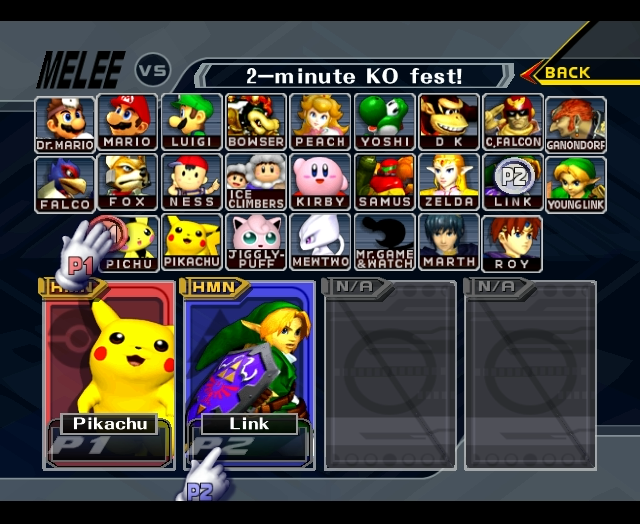 MELEE VS 2-minute KO fest! BACK
Dr.MARIO MARIO LUIGI BOWSER PEACH YOSHI D K C.FALCON GANONDORF
FALCO FOX NESS ICE CLIMBERS KIRBY SAMUS ZELDA P2 LINK YOUNG LINK
P1 PICHU PIKACHU JIGGLY-PUFF MEWTWO Mr.GAME &WATCH MARTH ROY
HMN HMN N/A N/A
Pikachu Link
P1 P2
P2